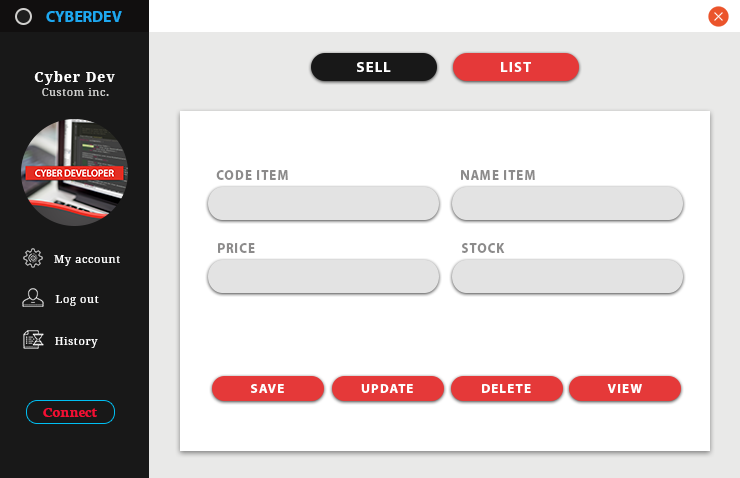 CYBERDEV
Cyber Dev
Custom inc.
CYBER DEVELOPER
My account
Log out
History
Connect
SELL
LIST
CODE ITEM
NAME ITEM
PRICE
STOCK
SAVE
UPDATE
DELETE
VIEW